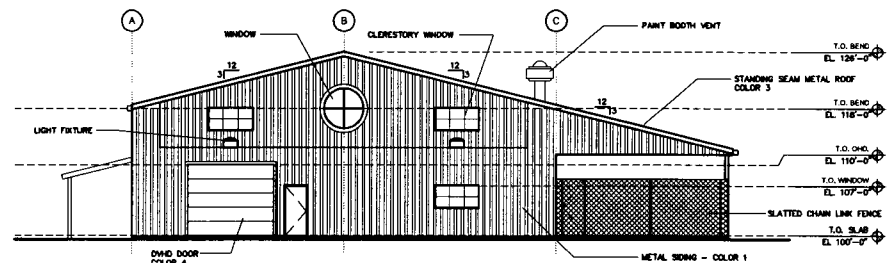 A
B
C
PAINT BOOTH VENT
WINDOW
CLERESTORY WINDOW
T.O. BEND
EL. 126'-0"
12
3
12
3
STANDING SEAM METAL ROOF
COLOR 3
12
3
T.O. BEND
EL. 118'-0"
LIGHT FIXTURE
T.O. OHD.
EL. 110'-0"
T.O. WINDOW
EL. 107'-0"
SLATTED CHAIN LINK FENCE
T.O. SLAB
EL 100'-0"
OVHD DOOR
COLOR 4
METAL SIDING - COLOR 1